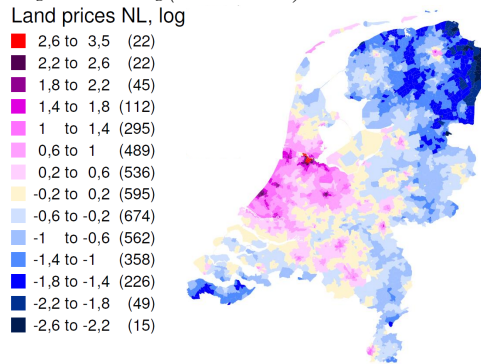 Land prices NL, log
2,6 to 3,5 (22)
2,2 to 2,6 (22)
1,8 to 2,2 (45)
1,4 to 1,8 (112)
1 to 1,4 (295)
0,6 to 1 (489)
0,2 to 0,6 (536)
-0,2 to 0,2 (595)
-0,6 to -0,2 (674)
-1 to -0,6 (562)
-1,4 to -1 (358)
-1,8 to -1,4 (226)
-2,2 to -1,8 (49)
-2,6 to -2,2 (15)